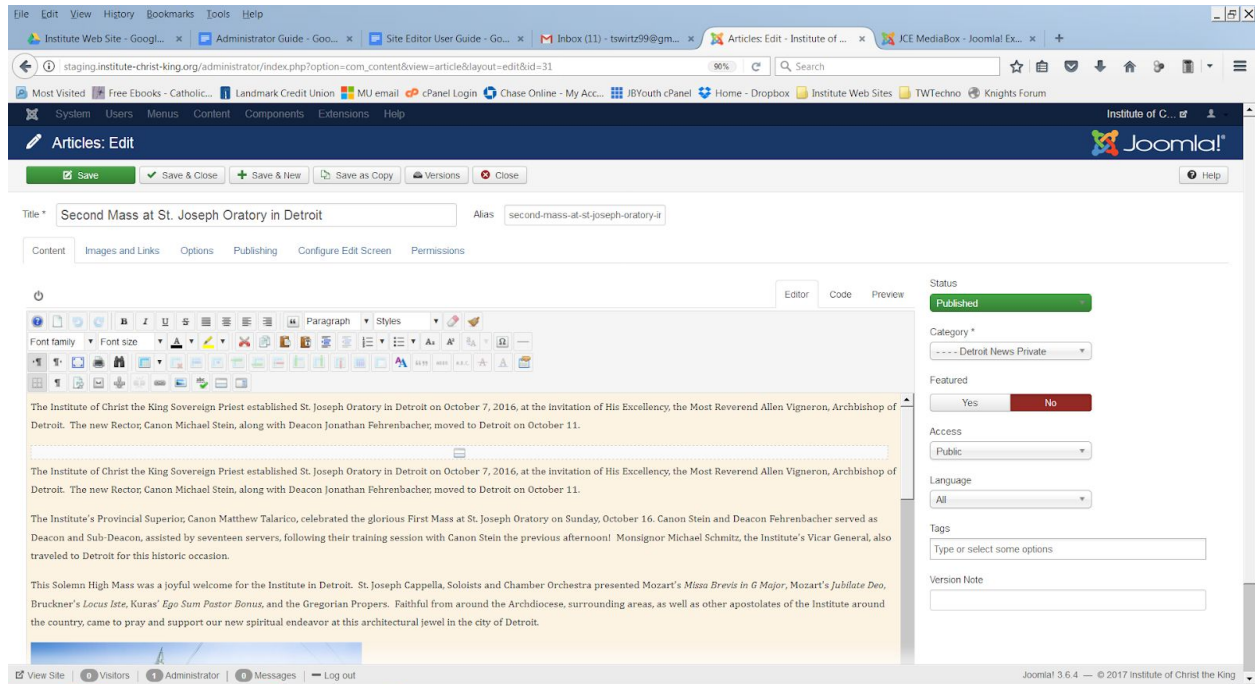 File Edit View History Bookmarks Tools Help
Institute Web Site - Googl... × Administrator Guide - Goo... × Site Editor User Guide - Go... × Inbox (11) - tswirtz99@gm... × Articles: Edit - Institute of ... × JCE MediaBox - Joomla! Ex... × +
staging.institute-christ-king.org/administrator/index.php?option=com_content&view=article&layout=edit&id=31 90% Search
Most Visited Free Ebooks - Catholic... Landmark Credit Union MU email cPanel Login Chase Online - My Acc... JBYouth cPanel Home - Dropbox Institute Web Sites TWTechno Knights Forum
System Users Menus Content Components Extensions Help Institute of C...
Articles: Edit Joomla!®
Save Save & Close Save & New Save as Copy Versions Close Help
Title * Second Mass at St. Joseph Oratory in Detroit Alias second-mass-at-st-joseph-oratory-ir
Content Images and Links Options Publishing Configure Edit Screen Permissions
Editor Code Preview
Paragraph Styles
Font family Font size
The Institute of Christ the King Sovereign Priest established St. Joseph Oratory in Detroit on October 7, 2016, at the invitation of His Excellency, the Most Reverend Allen Vigneron, Archbishop of
Detroit. The new Rector, Canon Michael Stein, along with Deacon Jonathan Fehrenbacher, moved to Detroit on October 11.
The Institute of Christ the King Sovereign Priest established St. Joseph Oratory in Detroit on October 7, 2016, at the invitation of His Excellency, the Most Reverend Allen Vigneron, Archbishop of
Detroit. The new Rector, Canon Michael Stein, along with Deacon Jonathan Fehrenbacher, moved to Detroit on October 11.
The Institute's Provincial Superior, Canon Matthew Talarico, celebrated the glorious First Mass at St. Joseph Oratory on Sunday, October 16. Canon Stein and Deacon Fehrenbacher served as
Deacon and Sub-Deacon, assisted by seventeen servers, following their training session with Canon Stein the previous afternoon! Monsignor Michael Schmitz, the Institute's Vicar General, also
traveled to Detroit for this historic occasion.
This Solemn High Mass was a joyful welcome for the Institute in Detroit. St. Joseph Cappella, Soloists and Chamber Orchestra presented Mozart's Missa Brevis in G Major, Mozart's Jubilate Deo,
Bruckner's Locus Iste, Kuras' Ego Sum Pastor Bonus, and the Gregorian Propers. Faithful from around the Archdiocese, surrounding areas, as well as other apostolates of the Institute around
the country, came to pray and support our new spiritual endeavor at this architectural jewel in the city of Detroit.
Status
Published
Category *
- - - - Detroit News Private
Featured
Yes No
Access
Public
Language
All
Tags
Type or select some options
Version Note
View Site 0 Visitors 1 Administrator 0 Messages Log out Joomla! 3.6.4 — © 2017 Institute of Christ the King